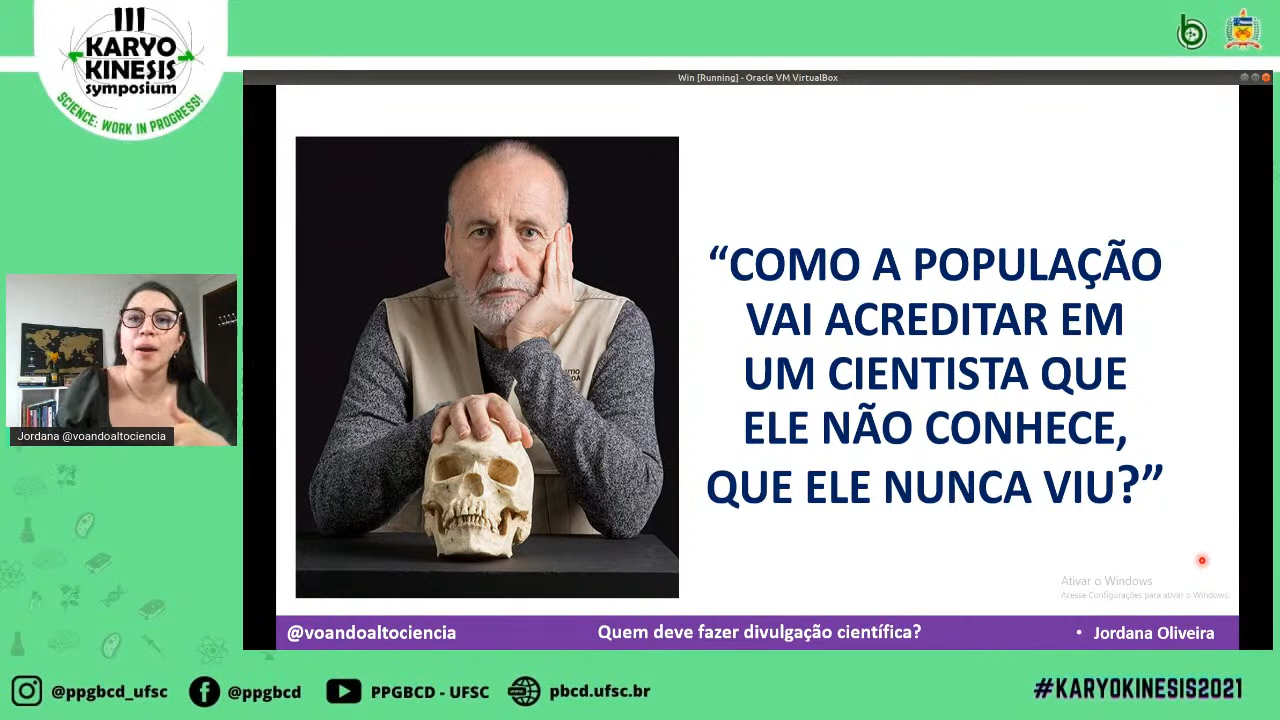 III
KARYO
KINESIS
symposium
SCIENCE: WORK IN PROGRESS!
Win [Running] - Oracle VM VirtualBox
“COMO A POPULAÇÃO
VAI ACREDITAR EM
UM CIENTISTA QUE
ELE NÃO CONHECE,
QUE ELE NUNCA VIU?”
Jordana @voandoaltociencia
Ativar o Windows
Acesse Configurações para ativar o Windows.
@voandoaltociencia
Quem deve fazer divulgação científica?
• Jordana Oliveira
@ppgbcd_ufsc
@ppgbcd
PPGBCD - UFSC
pbcd.ufsc.br
#KARYOKINESIS2021